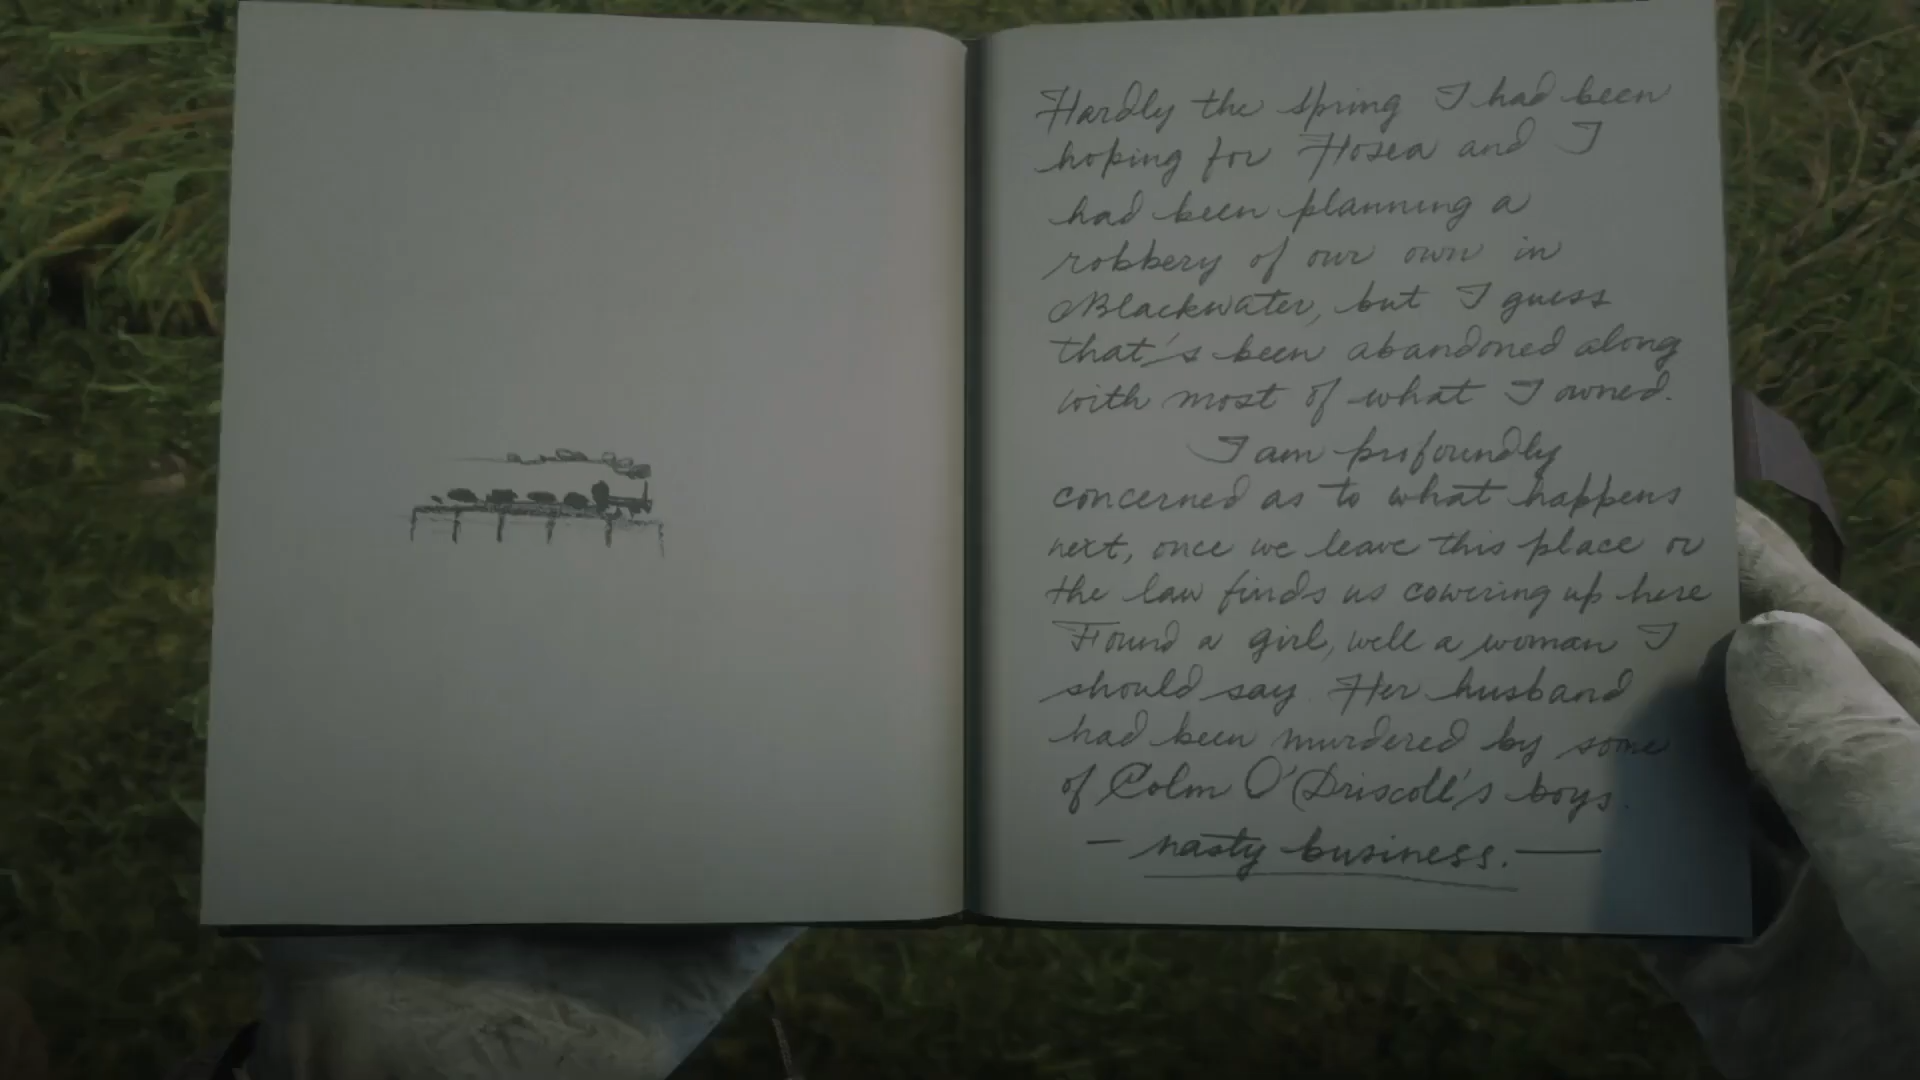 Hardly the spring I had been
hoping for Hosea and I
had been planning a
robbery of our own in
Blackwater, but I guess
that's been abandoned along
with most of what I owned.
I am profoundly
concerned as to what happens
next, once we leave this place or
the law finds us cowering up here
Found a girl, well a woman I
should say. Her husband
had been murdered by some
of Colm O'Driscoll's boys.
— nasty business. —